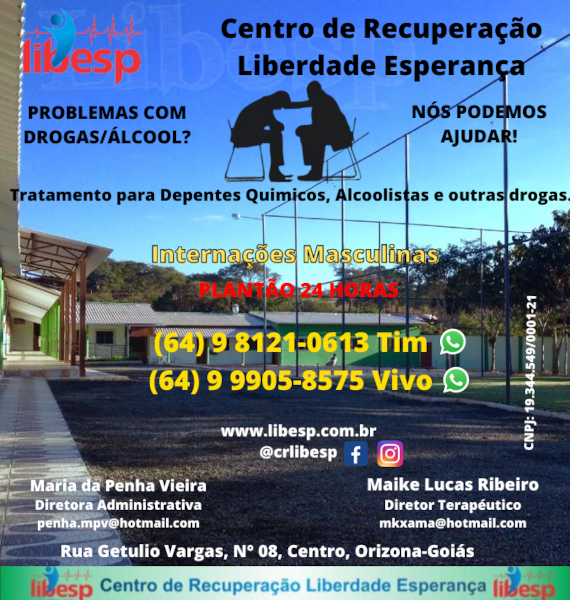 libesp
Centro de Recuperação
Liberdade Esperança
PROBLEMAS COM
DROGAS/ÁLCOOL?
NÓS PODEMOS
AJUDAR!
Tratamento para Depentes Quimicos, Alcoolistas e outras drogas.
Internações Masculinas
PLANTÃO 24 HORAS
(64) 9 8121-0613 Tim
(64) 9 9905-8575 Vivo
CNPJ: 19.344.549/0001-21
www.libesp.com.br
@crlibesp
Maria da Penha Vieira
Diretora Administrativa
penha.mpv@hotmail.com
Maike Lucas Ribeiro
Diretor Terapéutico
mkxama@hotmail.com
Rua Getulio Vargas, N° 08, Centro, Orizona-Goiás
libesp Centro de Recuperação Liberdade Esperança libesp